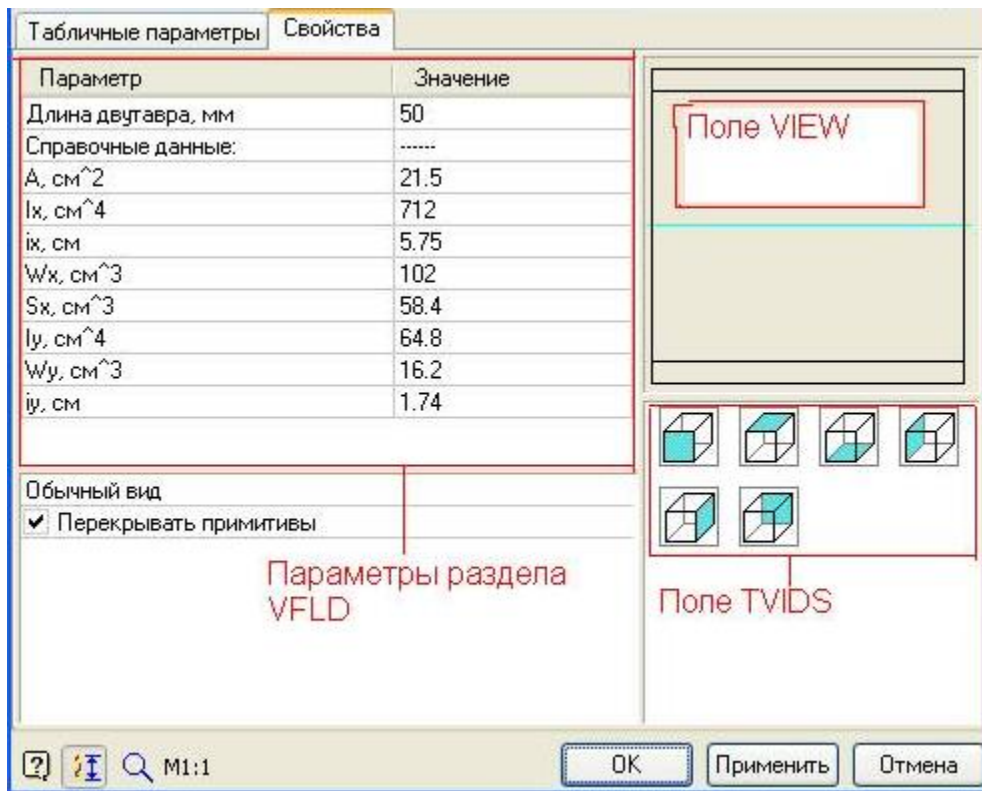 Табличные параметры Свойства
Параметр Значение
Длина двутавра, мм 50
Справочные данные: ------
A, см^2 21.5
Ix, см^4 712
ix, см 5.75
Wx, см^3 102
Sx, см^3 58.4
Iy, см^4 64.8
Wy, см^3 16.2
iy, см 1.74
Поле VIEW
Обычный вид
Перекрывать примитивы
Параметры раздела
VFLD
Поле TVIDS
M1:1
OK Применить Отмена